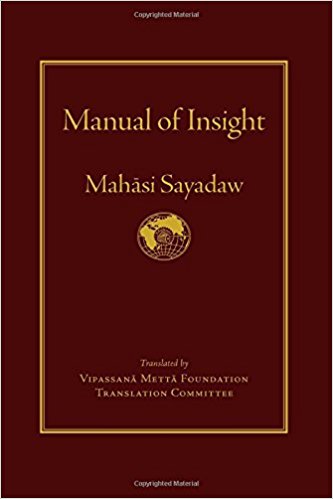 Manual of Insight
Mahāsi Sayadaw
Translated by
Vipassanā Mettā Foundation
Translation Committee